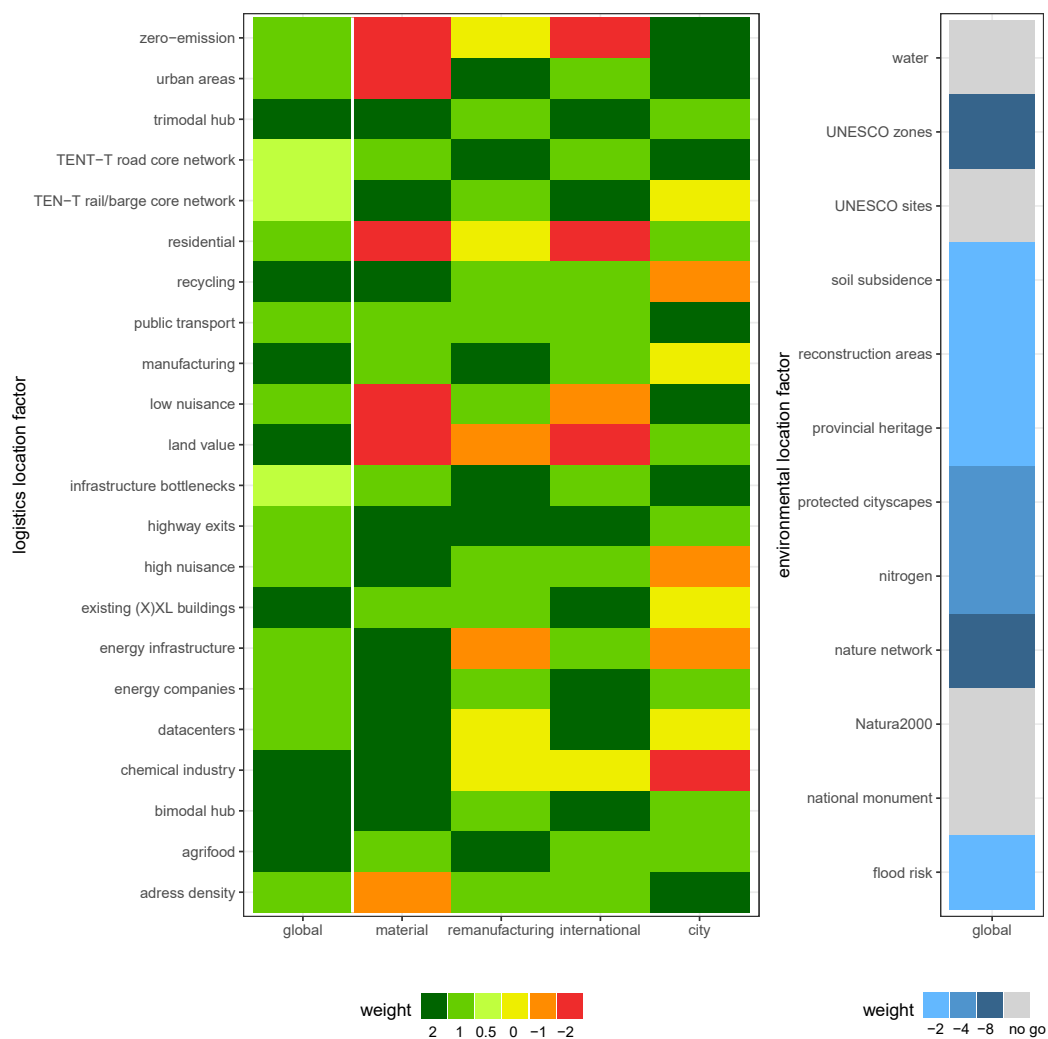 logistics location factor
zero−emission
urban areas
trimodal hub
TENT−T road core network
TEN−T rail/barge core network
residential
recycling
public transport
manufacturing
low nuisance
land value
infrastructure bottlenecks
highway exits
high nuisance
existing (X)XL buildings
energy infrastructure
energy companies
datacenters
chemical industry
bimodal hub
agrifood
adress density
global material remanufacturing international city
weight
2 1 0.5 0 −1 −2
environmental location factor
water
UNESCO zones
UNESCO sites
soil subsidence
reconstruction areas
provincial heritage
protected cityscapes
nitrogen
nature network
Natura2000
national monument
flood risk
global
weight
−2 −4 −8 no go